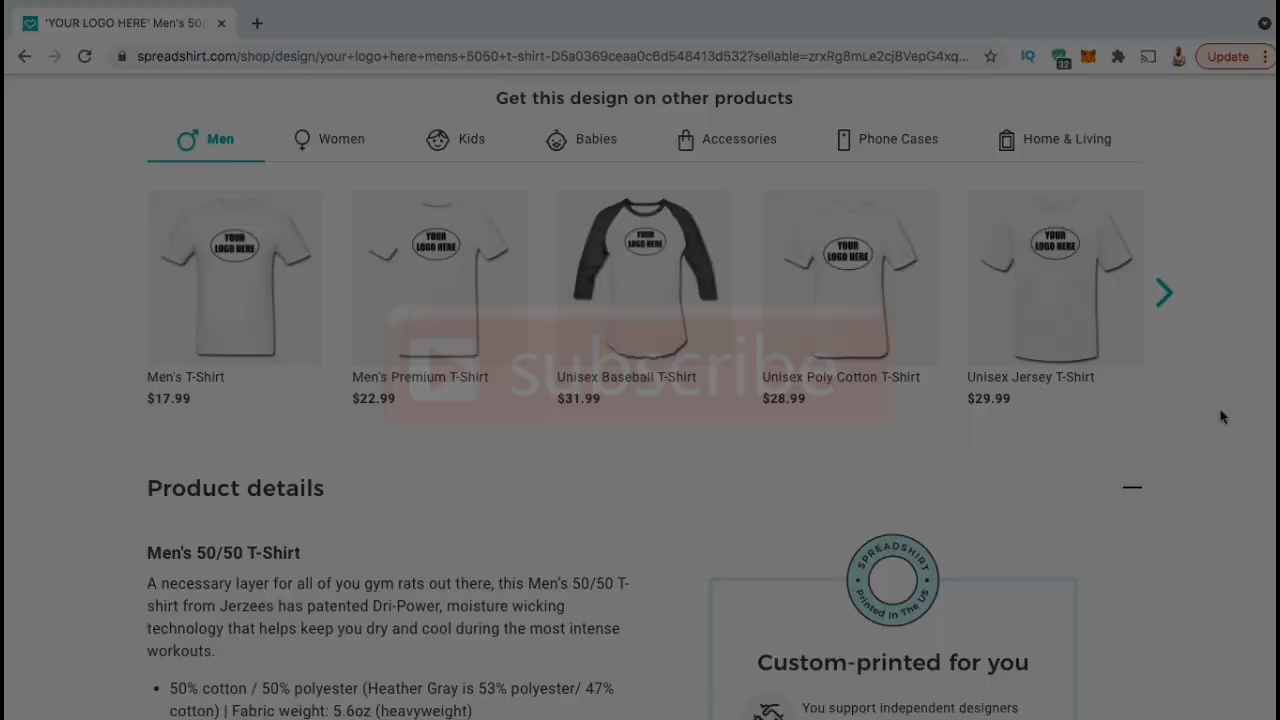 'YOUR LOGO HERE' Men's 50/
spreadshirt.com/shop/design/your+logo+here+mens+5050+t-shirt-D5a0369ceaa0c6d548413d532?sellable=zrxRg8mLe2cjBVepG4xq...
IQ
32
Update
Get this design on other products
Men
Women
Kids
Babies
Accessories
Phone Cases
Home & Living
YOUR LOGO HERE
YOUR LOGO HERE
YOUR LOGO HERE
YOUR LOGO HERE
YOUR LOGO HERE
subscribe
Men's T-Shirt
Men's Premium T-Shirt
Unisex Baseball T-Shirt
Unisex Poly Cotton T-Shirt
Unisex Jersey T-Shirt
$17.99
$22.99
$31.99
$28.99
$29.99
Product details
Men's 50/50 T-Shirt
A necessary layer for all of you gym rats out there, this Men's 50/50 T-
shirt from Jerzees has patented Dri-Power, moisture wicking
technology that helps keep you dry and cool during the most intense
workouts.
• 50% cotton / 50% polyester (Heather Gray is 53% polyester/ 47%
cotton) | Fabric weight: 5.6oz (heavyweight)
SPREADSHIRT
Printed In The US
Custom-printed for you
You support independent designers